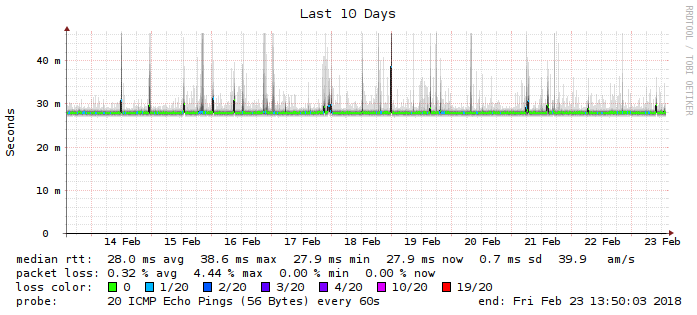 Last 10 Days
RRDTOOL / TOBI OETIKER
Seconds
40 m
30 m
20 m
10 m
0
14 Feb 15 Feb 16 Feb 17 Feb 18 Feb 19 Feb 20 Feb 21 Feb 22 Feb 23 Feb
median rtt: 28.0 ms avg 38.6 ms max 27.9 ms min 27.9 ms now 0.7 ms sd 39.9 am/s
packet loss: 0.32 % avg 4.44 % max 0.00 % min 0.00 % now
loss color: 0 1/20 2/20 3/20 4/20 10/20 19/20
probe: 20 ICMP Echo Pings (56 Bytes) every 60s end: Fri Feb 23 13:50:03 2018